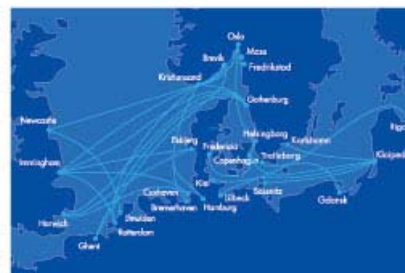 Oslo
Moss
Brevik
Fredrikstad
Kristiansand
Gothenburg
Newcastle
Helsingborg
Karlshamn
Esbjerg
Fredericia
Immingham
Copenhagen
Trelleborg
Klaipeda
Kiel
Sassnitz
Cuxhaven
Lübeck
Gdansk
Bremerhaven
Hamburg
Harwich
IJmuiden
Rotterdam
Ghent